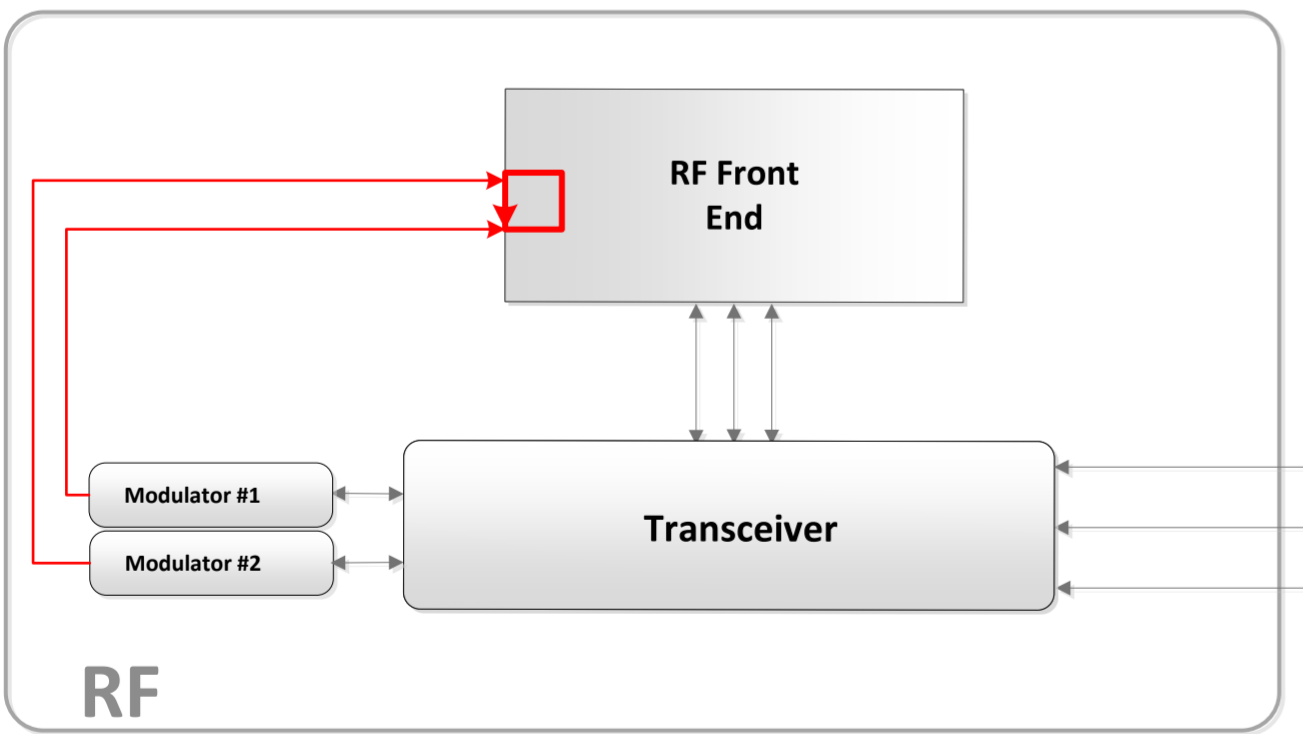 RF Front
End
Modulator #1
Transceiver
Modulator #2
RF